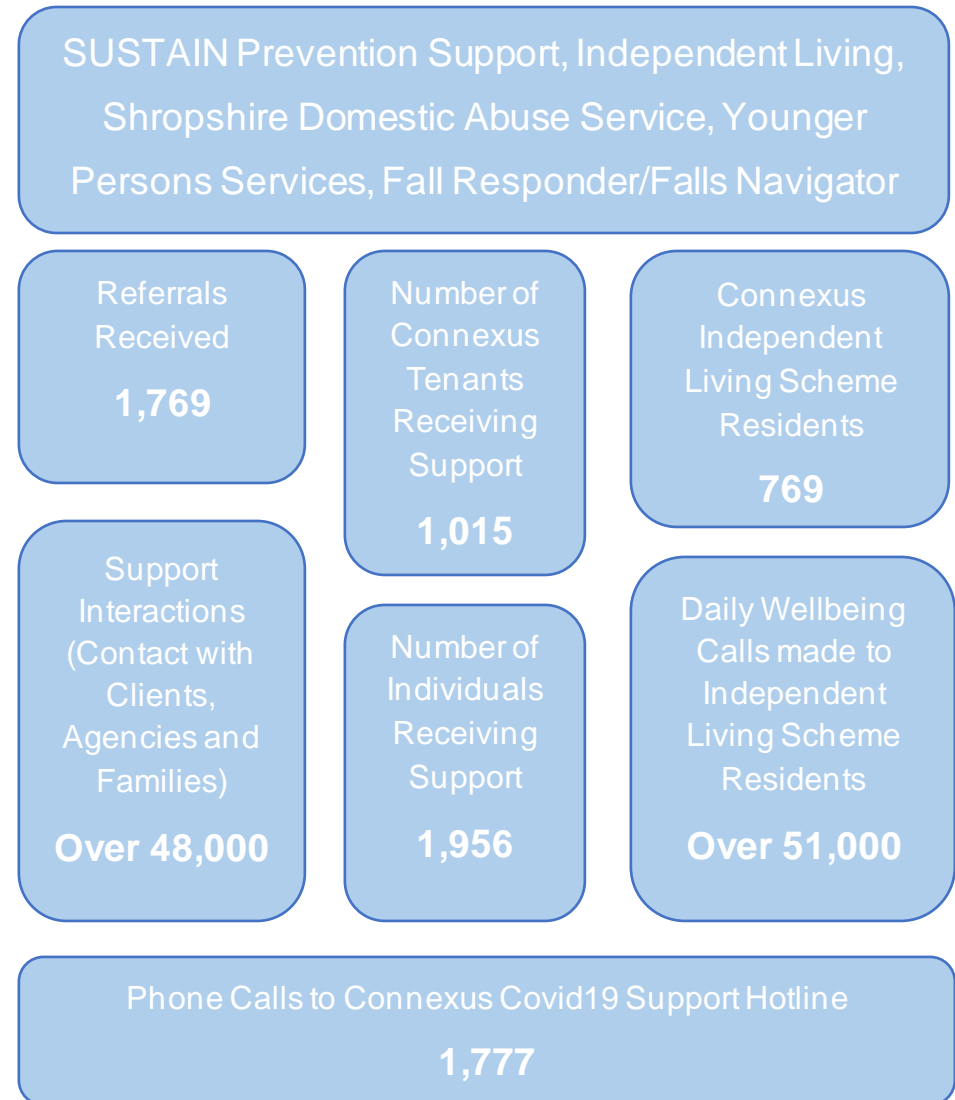 SUSTAIN Prevention Support, Independent Living,
Shropshire Domestic Abuse Service, Younger
Persons Services, Fall Responder/Falls Navigator
Referrals
Received
1,769
Number of
Connexus
Tenants
Receiving
Support
1,015
Connexus
Independent
Living Scheme
Residents
769
Support
Interactions
(Contact with
Clients,
Agencies and
Families)
Over 48,000
Number of
Individuals
Receiving
Support
1,956
Daily Wellbeing
Calls made to
Independent
Living Scheme
Residents
Over 51,000
Phone Calls to Connexus Covid19 Support Hotline
1,777